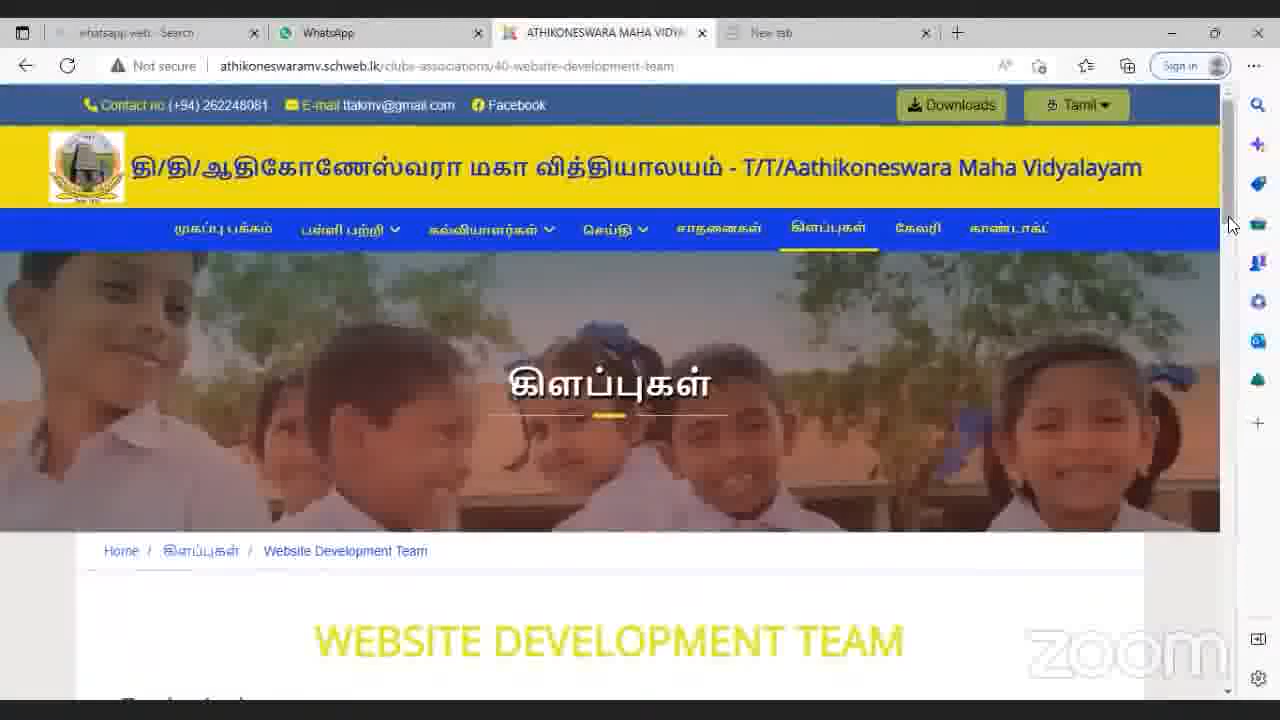 whatsapp web - Search
WhatsApp
ATHIKONESWARA MAHA VIDYA
New tab
Not secure
athikoneswaramv.schweb.lk/clubs-associations/40-website-development-team
Sign in
Contact no (+94) 262248081
E-mail ttakmv@gmail.com
Facebook
Downloads
Tamil
தி/தி/ஆதிகோணேஸ்வரா மகா வித்தியாலயம் - T/T/Aathikoneswara Maha Vidyalayam
முகப்பு பக்கம் பள்ளி பற்றி கல்வியாளர்கள் செய்தி சாதனைகள் கிளப்புகள் கேலரி காண்டாக்ட்
கிளப்புகள்
Home / கிளப்புகள் / Website Development Team
WEBSITE DEVELOPMENT TEAM
zoom